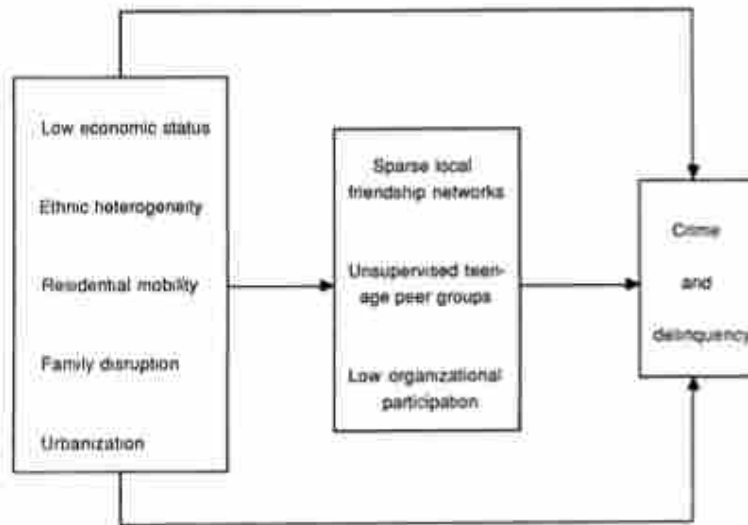 Low economic status
Ethnic heterogeneity
Residential mobility
Family disruption
Urbanization
Sparse local
friendship networks
Unsupervised teen-
age peer groups
Low organizational
participation
Crime
and
delinquency